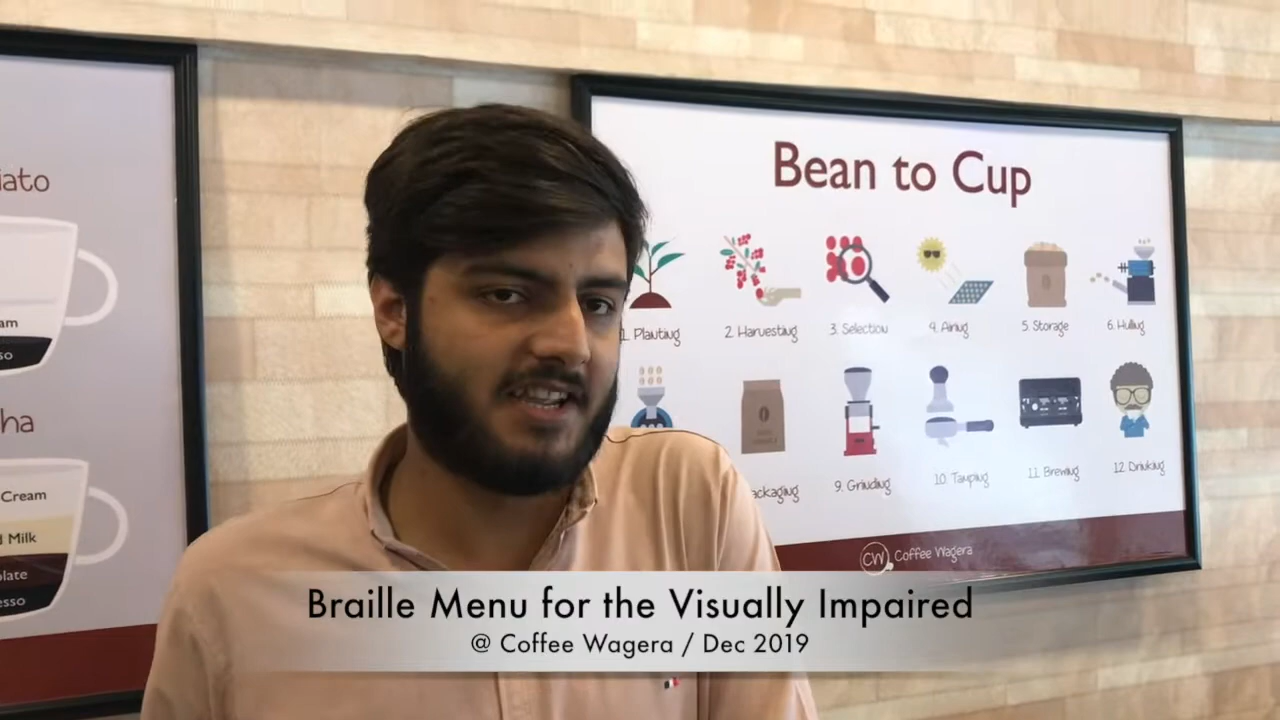 iato
am
so
ha
Cream
d Milk
olate
esso
Bean to Cup
1. Planting
2. Harvesting
3. Selection
4. Airing
5. Storage
6. Hulling
ackaging
9. Grinding
10. Tamping
11. Brewing
12. Drinking
CW
Coffee Wagera
Braille Menu for the Visually Impaired
@ Coffee Wagera / Dec 2019